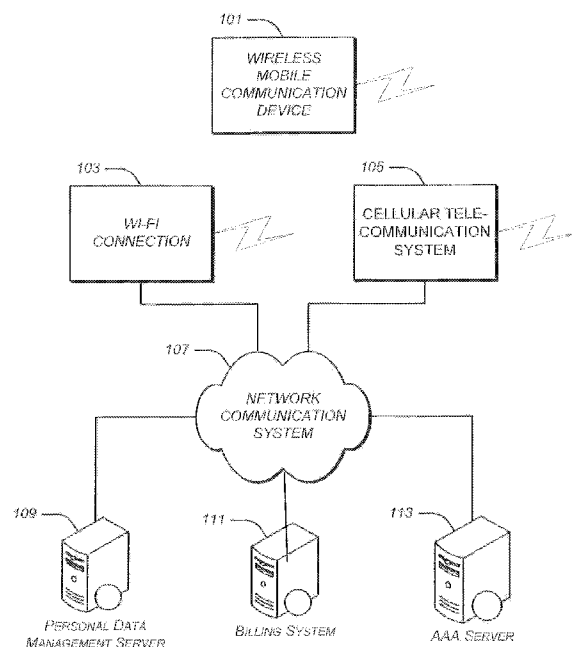 101
WIRELESS
MOBILE
COMMUNICATION
DEVICE
103
WI-FI
CONNECTION
105
CELLULAR TELE-
COMMUNICATION
SYSTEM
107
NETWORK
COMMUNICATION
SYSTEM
109
PERSONAL DATA
MANAGEMENT SERVER
111
BILLING SYSTEM
113
AAA SERVER